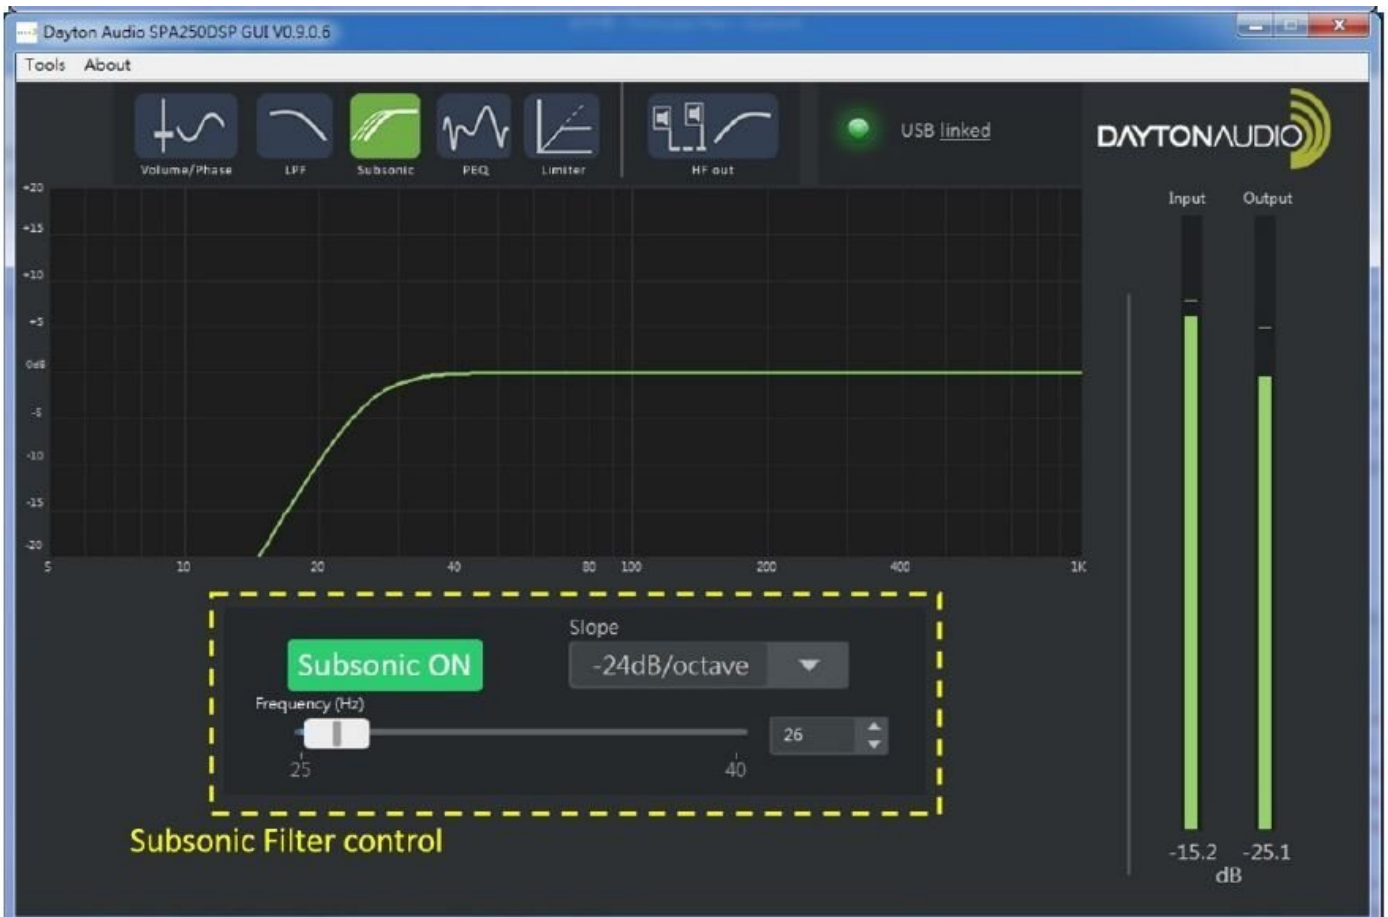 Dayton Audio SPA250DSP GUI V0.9.0.6
Tools About
Volume/Phase LPF Subsonic PEQ Limiter HF out
USB linked
DAYTONAUDIO
Input Output
+20
+15
+10
+5
0dB
-5
-10
-15
-20
5 10 20 40 80 100 200 400 1K
Subsonic ON
Slope
-24dB/octave
Frequency (Hz)
26
25 40
Subsonic Filter control
-15.2 -25.1
dB